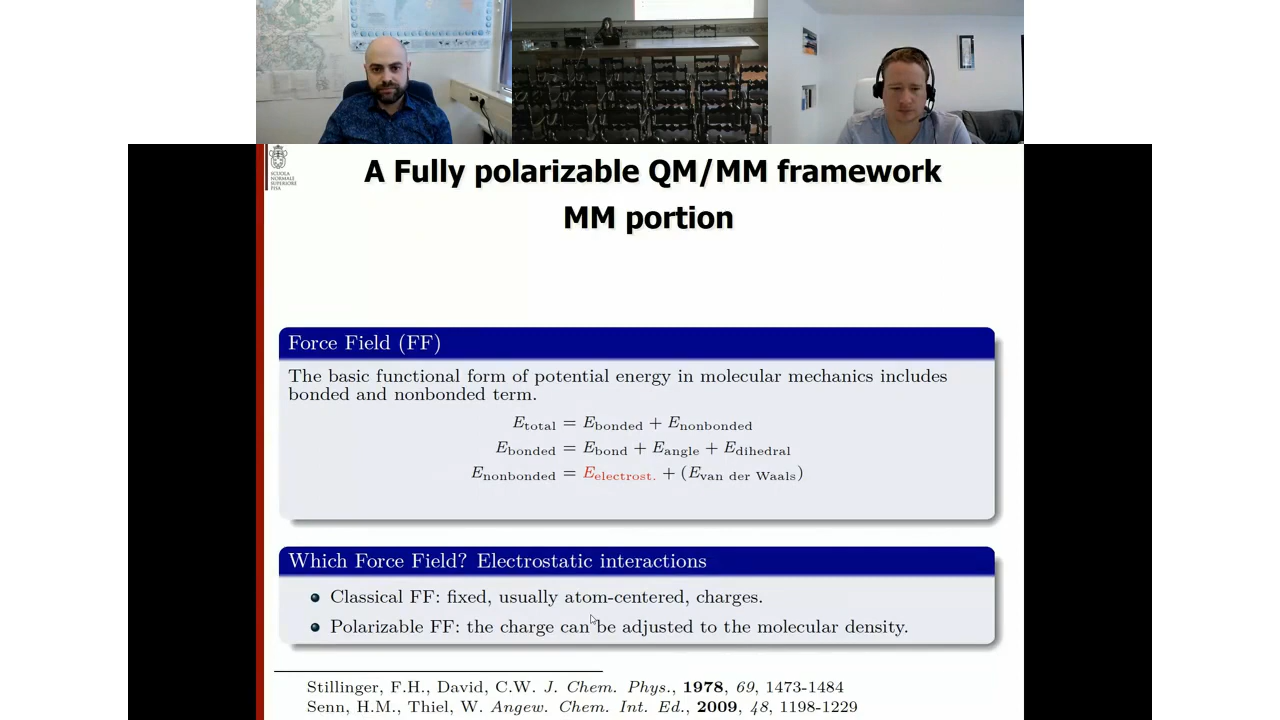 SCUOLA
NORMALE
SUPERIORE
PISA
A Fully polarizable QM/MM framework
MM portion
Force Field (FF)
The basic functional form of potential energy in molecular mechanics includes
bonded and nonbonded term.
E_total = E_bonded + E_nonbonded
E_bonded = E_bond + E_angle + E_dihedral
E_nonbonded = E_electrost. + (E_van der Waals)
Which Force Field? Electrostatic interactions
Classical FF: fixed, usually atom-centered, charges.
Polarizable FF: the charge can be adjusted to the molecular density.
Stillinger, F.H., David, C.W. J. Chem. Phys., 1978, 69, 1473-1484
Senn, H.M., Thiel, W. Angew. Chem. Int. Ed., 2009, 48, 1198-1229